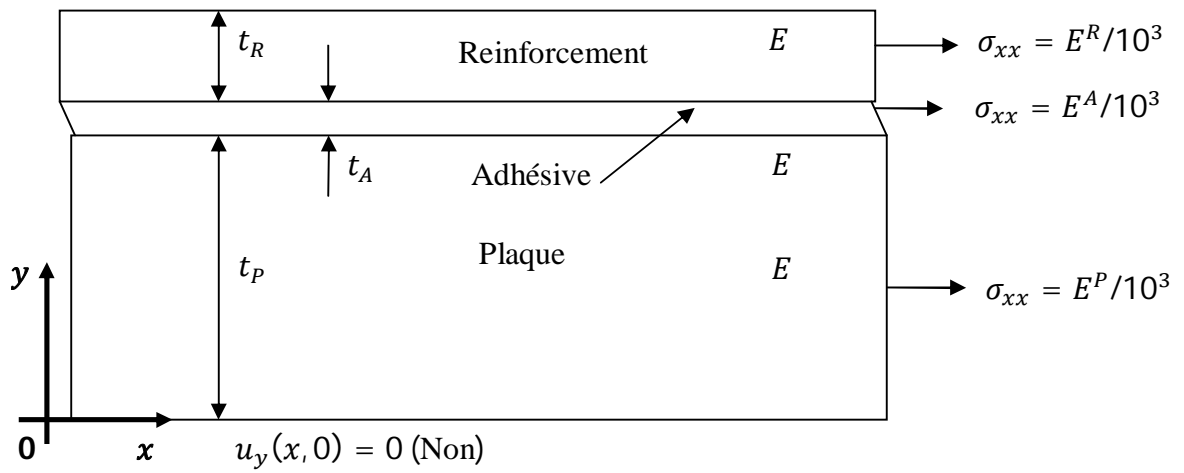 t_R
Reinforcement
E
σ_xx = E^R/10^3
σ_xx = E^A/10^3
t_A
Adhésive
E
t_P
Plaque
E
σ_xx = E^P/10^3
y
0
x
u_y(x, 0) = 0 (Non)